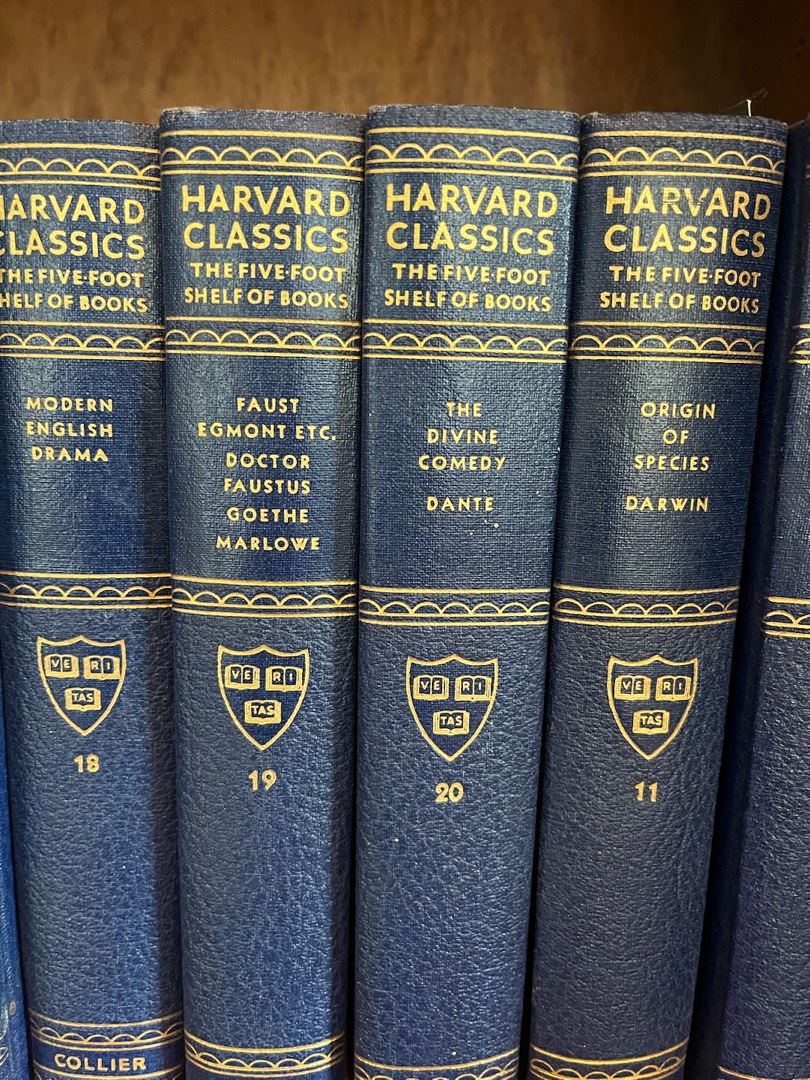 HARVARD
CLASSICS
THE FIVE-FOOT
SHELF OF BOOKS
MODERN
ENGLISH
DRAMA
VE RI
TAS
18
COLLIER
HARVARD
CLASSICS
THE FIVE-FOOT
SHELF OF BOOKS
FAUST
EGMONT ETC.
DOCTOR
FAUSTUS
GOETHE
MARLOWE
VE RI
TAS
19
HARVARD
CLASSICS
THE FIVE-FOOT
SHELF OF BOOKS
THE
DIVINE
COMEDY
DANTE
VE RI
TAS
20
HARVARD
CLASSICS
THE FIVE-FOOT
SHELF OF BOOKS
ORIGIN
OF
SPECIES
DARWIN
VE RI
TAS
11